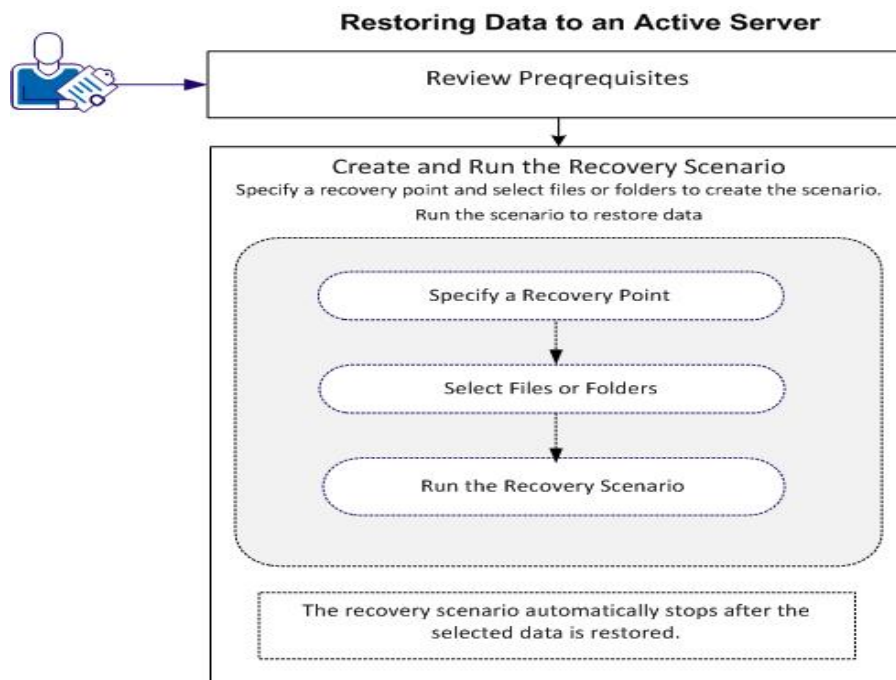 Restoring Data to an Active Server
Review Preqrequisites
Create and Run the Recovery Scenario
Specify a recovery point and select files or folders to create the scenario.
Run the scenario to restore data
Specify a Recovery Point
Select Files or Folders
Run the Recovery Scenario
The recovery scenario automatically stops after the
selected data is restored.